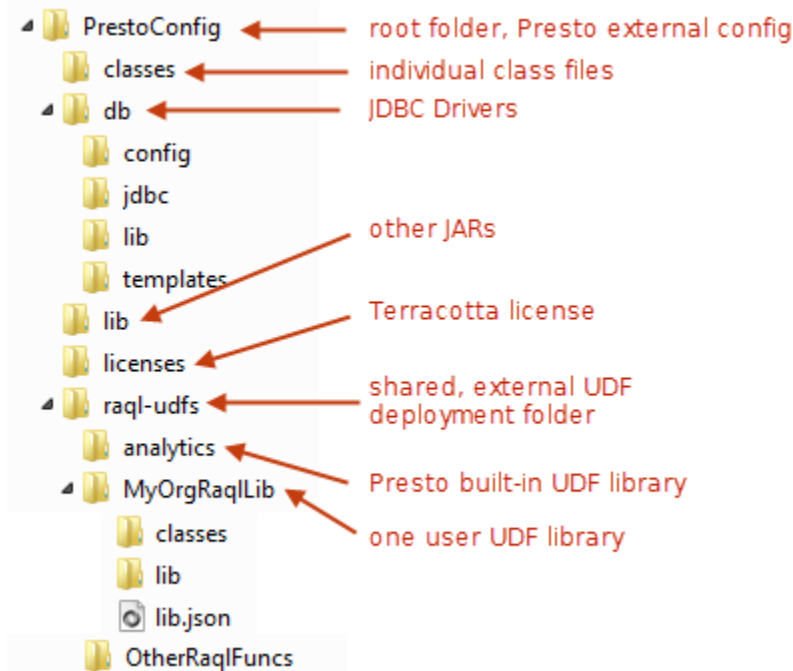 PrestoConfig root folder, Presto external config
classes individual class files
db JDBC Drivers
config
jdbc
lib
other JARs
templates
lib
Terracotta license
licenses
shared, external UDF
raql-udfs
deployment folder
analytics
Presto built-in UDF library
MyOrgRaqlLib
classes one user UDF library
lib
lib.json
OtherRaqlFuncs